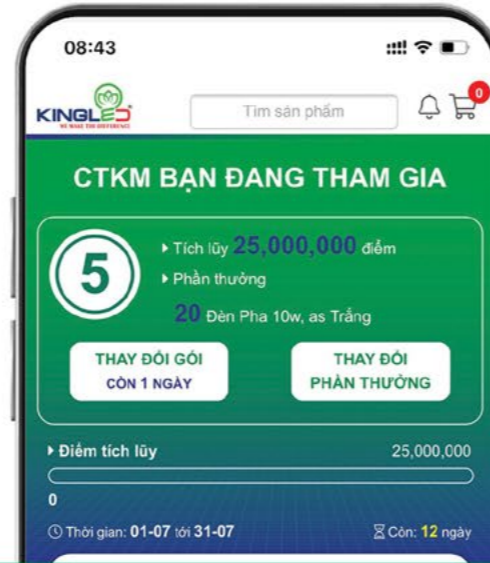 08:43
KINGLED
WE MAKE THE DIFFERENCE
Tìm sản phẩm
0
CTKM BẠN ĐANG THAM GIA
5
Tích lũy 25,000,000 điểm
Phần thưởng
20 Đèn Pha 10w, as Trắng
THAY ĐỔI GÓI
CÒN 1 NGÀY
THAY ĐỔI
PHẦN THƯỞNG
Điểm tích lũy
25,000,000
0
Thời gian: 01-07 tới 31-07
Còn: 12 ngày